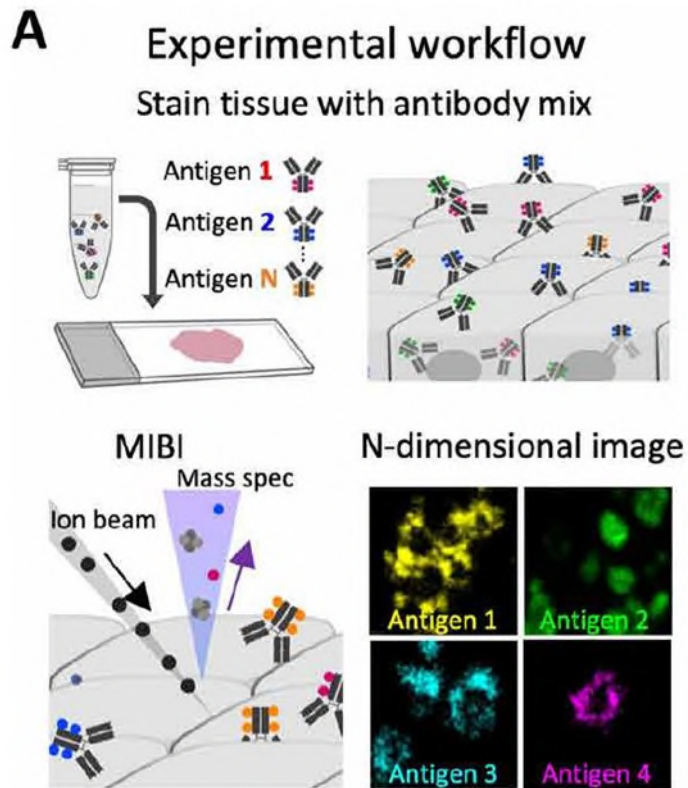 A
Experimental workflow
Stain tissue with antibody mix
Antigen 1
Antigen 2
Antigen N
MIBI
Mass spec
Ion beam
N-dimensional image
Antigen 1
Antigen 2
Antigen 3
Antigen 4